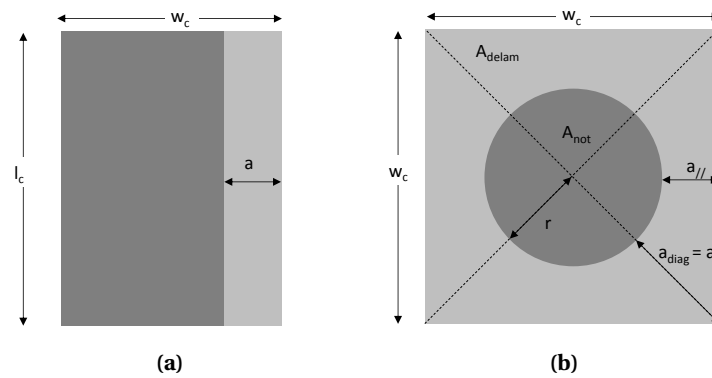 w_c
l_c
a
(a)
w_c
w_c
A_delam
A_not
r
a_//
a_diag = a
(b)